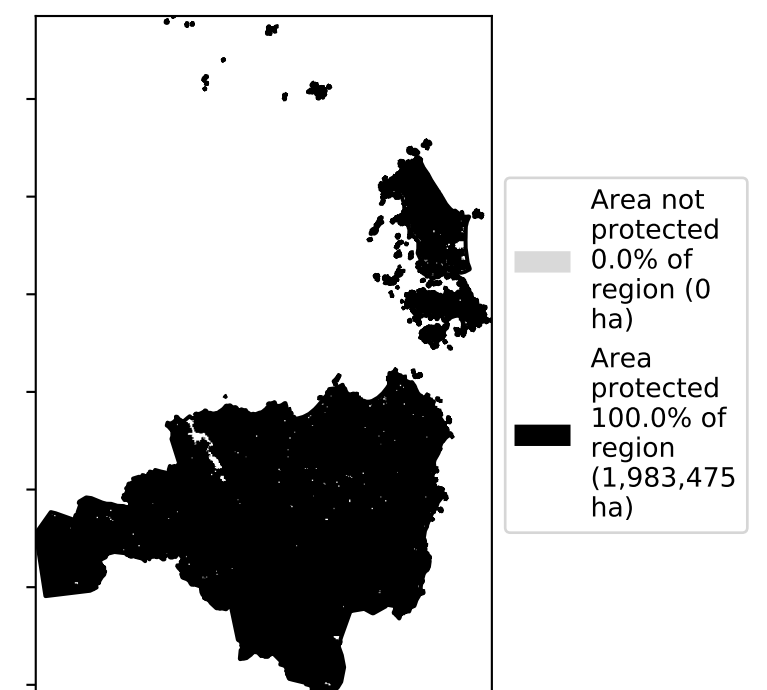 Area not
protected
0.0% of
region (0
ha)
Area
protected
100.0% of
region
(1,983,475
ha)